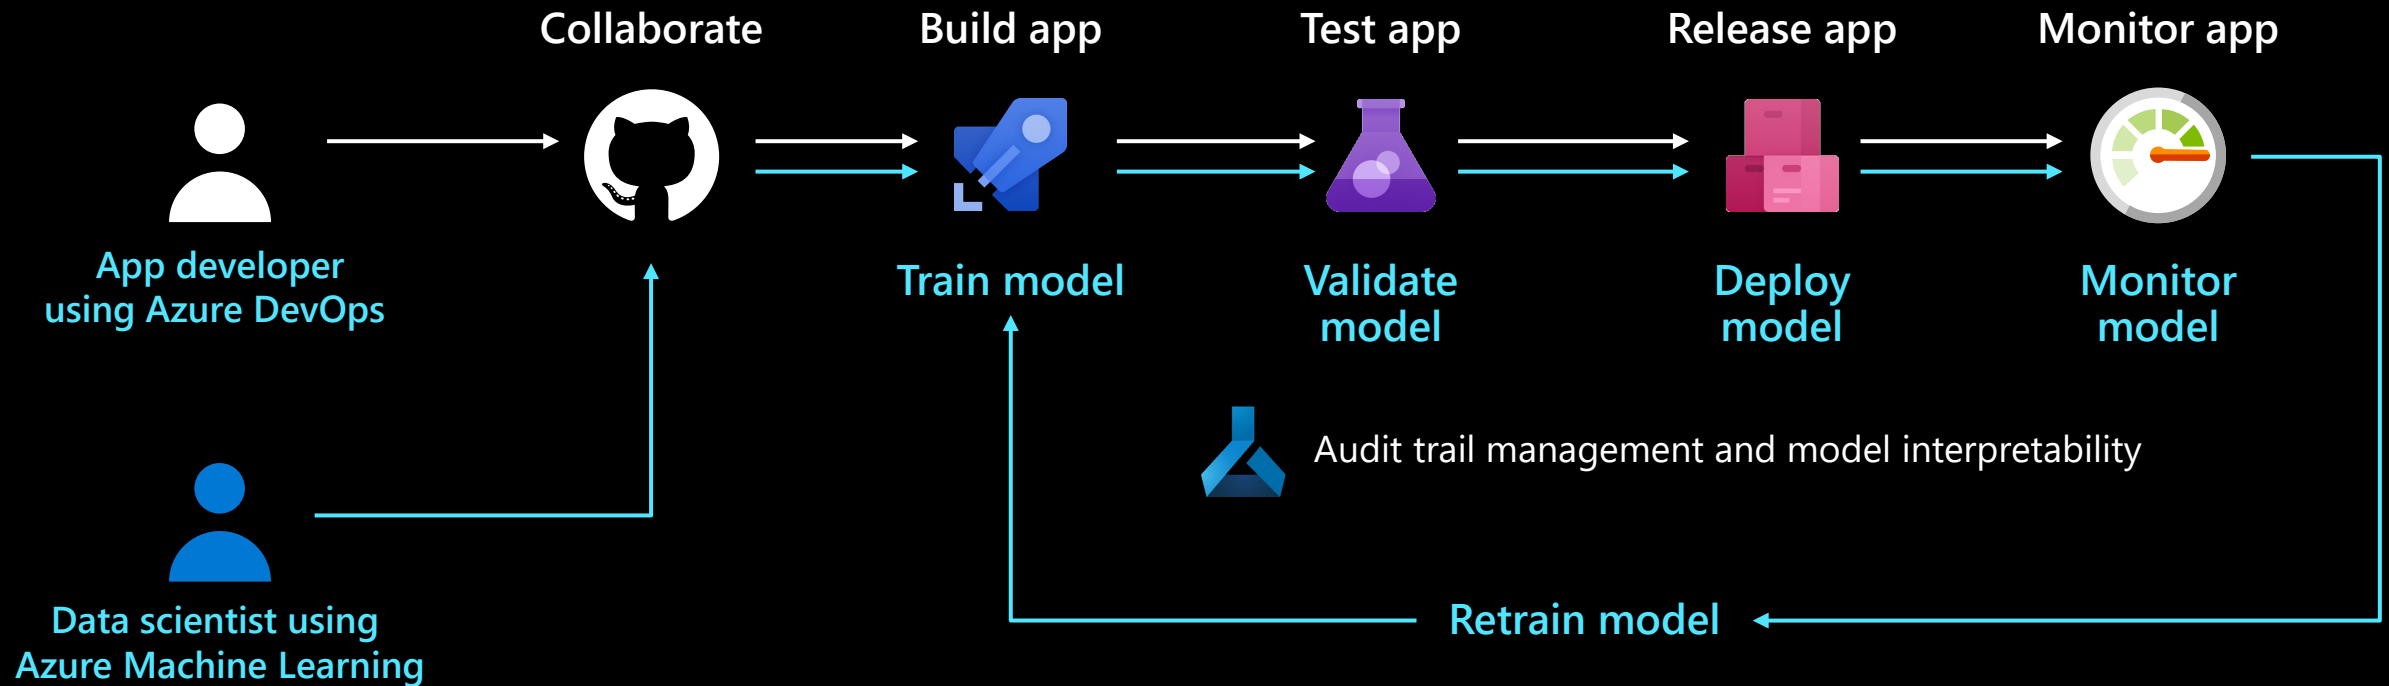 Collaborate
Build app
Test app
Release app
Monitor app
App developer
using Azure DevOps
Train model
Validate
model
Deploy
model
Monitor
model
Audit trail management and model interpretability
Data scientist using
Azure Machine Learning
Retrain model